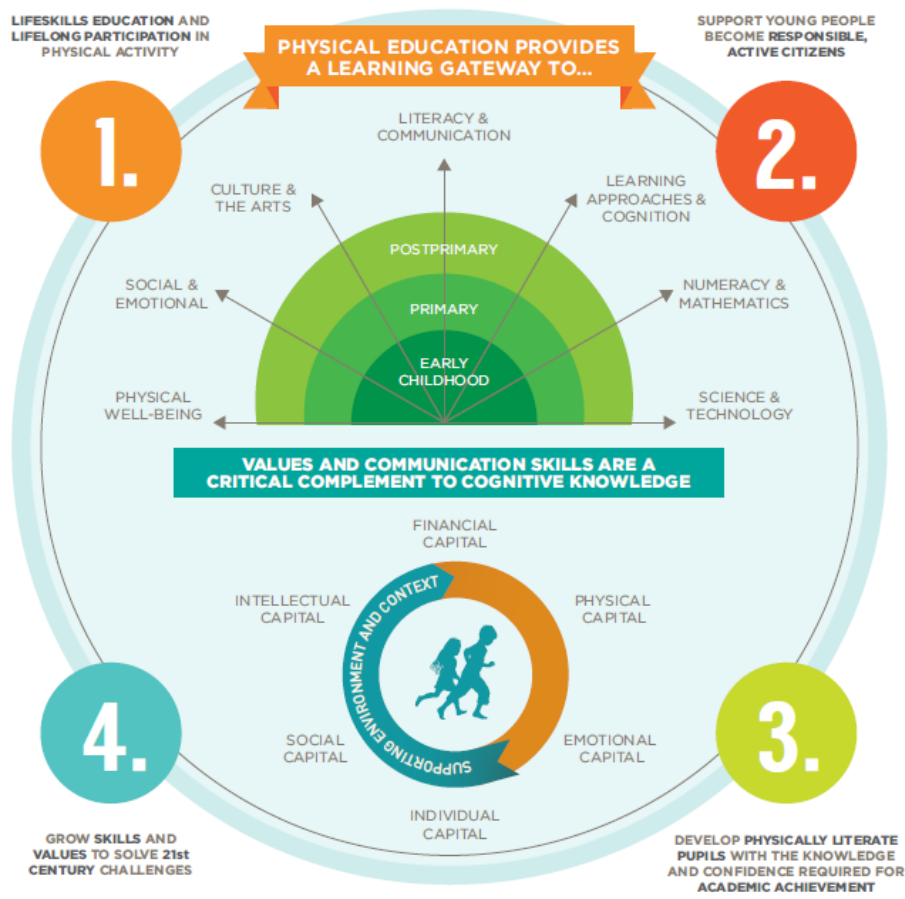 LIFESKILLS EDUCATION AND
LIFELONG PARTICIPATION IN
PHYSICAL ACTIVITY
SUPPORT YOUNG PEOPLE
BECOME RESPONSIBLE,
ACTIVE CITIZENS
PHYSICAL EDUCATION PROVIDES
A LEARNING GATEWAY TO...
1.
2.
LITERACY &
COMMUNICATION
CULTURE &
THE ARTS
LEARNING
APPROACHES &
COGNITION
SOCIAL &
EMOTIONAL
NUMERACY &
MATHEMATICS
PHYSICAL
WELL-BEING
SCIENCE &
TECHNOLOGY
POSTPRIMARY
PRIMARY
EARLY
CHILDHOOD
VALUES AND COMMUNICATION SKILLS ARE A
CRITICAL COMPLEMENT TO COGNITIVE KNOWLEDGE
FINANCIAL
CAPITAL
INTELLECTUAL
CAPITAL
PHYSICAL
CAPITAL
SUPPORTING ENVIRONMENT AND CONTEXT
SOCIAL
CAPITAL
EMOTIONAL
CAPITAL
INDIVIDUAL
CAPITAL
4.
3.
GROW SKILLS AND
VALUES TO SOLVE 21st
CENTURY CHALLENGES
DEVELOP PHYSICALLY LITERATE
PUPILS WITH THE KNOWLEDGE
AND CONFIDENCE REQUIRED FOR
ACADEMIC ACHIEVEMENT